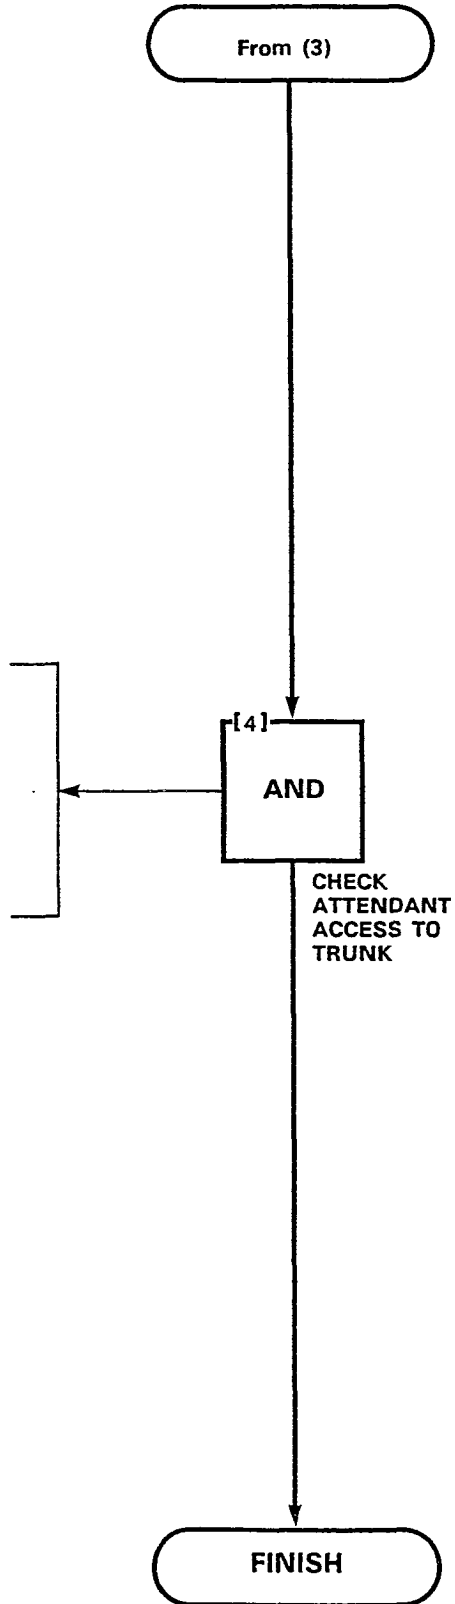 From (3)
[4]
AND
CHECK
ATTENDANT
ACCESS TO
TRUNK
FINISH